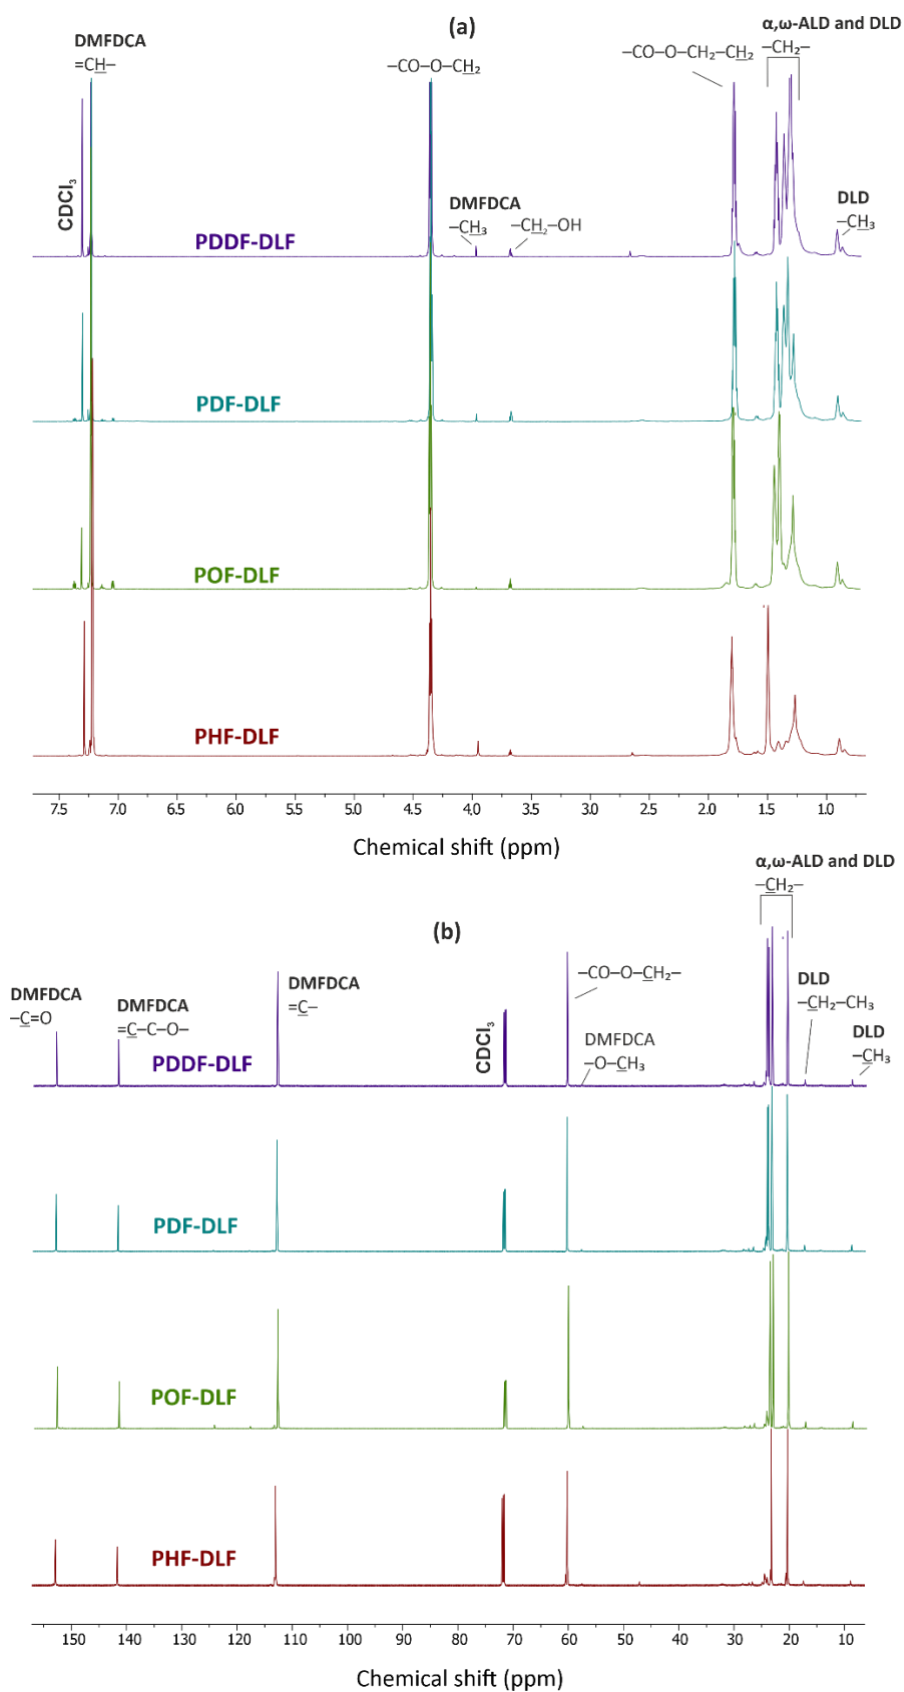 (a)
α,ω-ALD and DLD
–CH₂–
DMFDCA
=CH–
–CO–O–CH₂
–CO–O–CH₂–CH₂
CDCl₃
DMFDCA
–CH₃
–CH₂–OH
DLD
–CH₃
PDDF-DLF
PDF-DLF
POF-DLF
PHF-DLF
7.5 7.0 6.5 6.0 5.5 5.0 4.5 4.0 3.5 3.0 2.5 2.0 1.5 1.0
Chemical shift (ppm)
α,ω-ALD and DLD
–CH₂–
(b)
DMFDCA
–C=O
DMFDCA
=C–C–O–
DMFDCA
=C–
CDCl₃
–CO–O–CH₂–
DMFDCA
–O–CH₃
DLD
–CH₂–CH₃
DLD
–CH₃
PDDF-DLF
PDF-DLF
POF-DLF
PHF-DLF
150 140 130 120 110 100 90 80 70 60 50 40 30 20 10
Chemical shift (ppm)